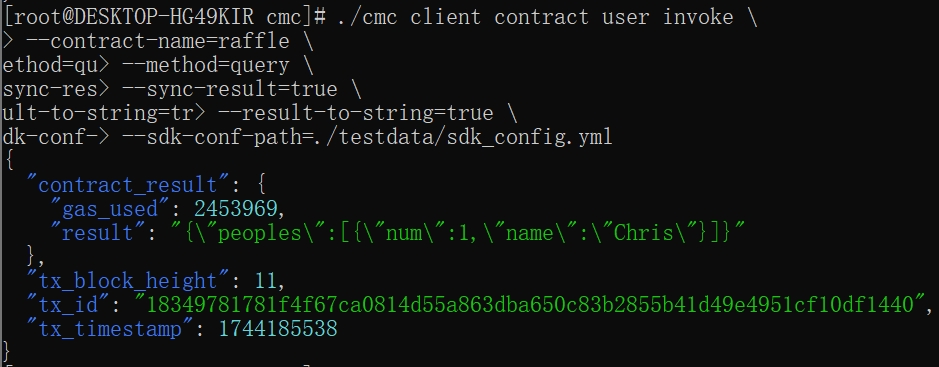 [root@DESKTOP-HG49KIR cmc]# ./cmc client contract user invoke \
> --contract-name=raffle \
ethod=qu> --method=query \
sync-res> --sync-result=true \
ult-to-string=tr> --result-to-string=true \
dk-conf-> --sdk-conf-path=./testdata/sdk_config.yml
{
  "contract_result": {
    "gas_used": 2453969,
    "result": "{\"peoples\":[{\"num\":1,\"name\":\"Chris\"}]}"
  },
  "tx_block_height": 11,
  "tx_id": "18349781781f4f67ca0814d55a863dba650c83b2855b41d49e4951cf10df1440",
  "tx_timestamp": 1744185538
}